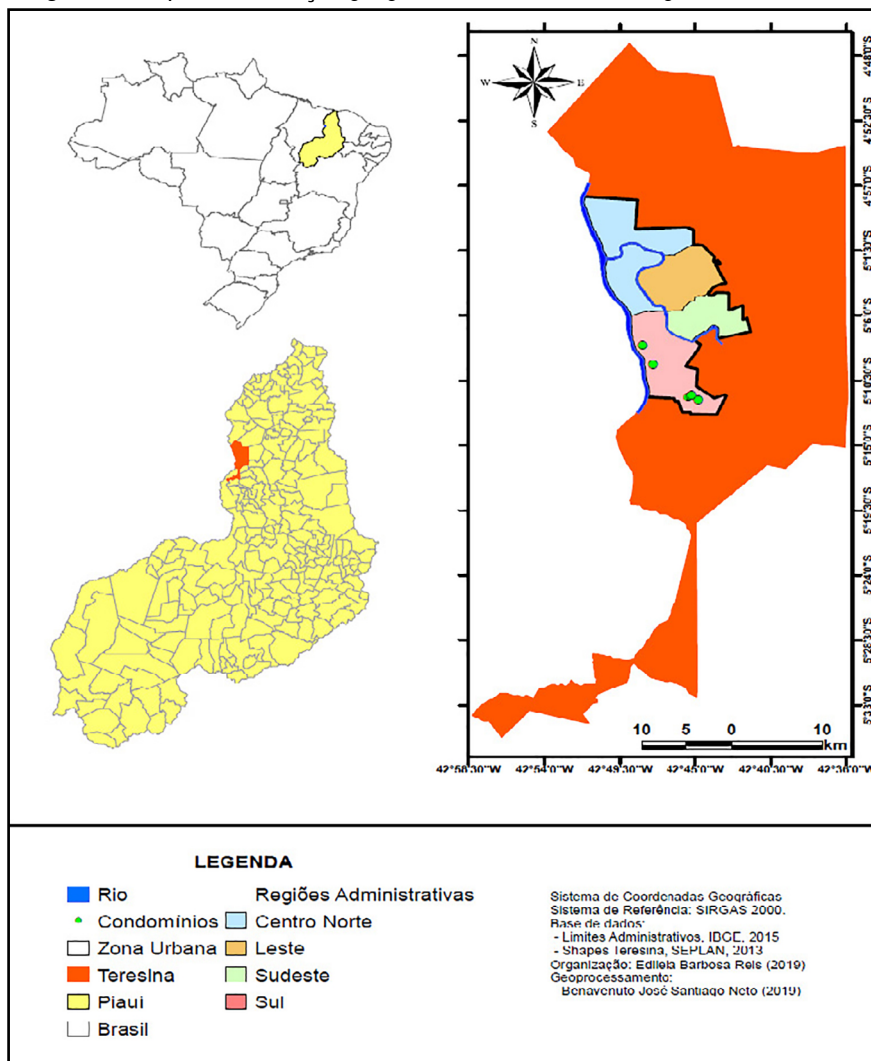 N
W
E
S
4°48'0"S
4°52'30"S
4°57'0"S
5°1'30"S
5°6'0"S
5°10'30"S
5°15'0"S
5°19'30"S
5°24'0"S
5°28'30"S
5°33'0"S
10 5 0 10
km
42°58'30"W 42°54'0"W 42°49'30"W 42°45'0"W 42°40'30"W 42°36'0"W
LEGENDA
Rio
Condomínios
Zona Urbana
Teresina
Piauí
Brasil
Regiões Administrativas
Centro Norte
Leste
Sudeste
Sul
Sistema de Coordenadas Geográficas
Sistema de Referência: SIRGAS 2000.
Base de dados:
- Limites Administrativos, IBGE, 2015
- Shapes Teresina, SEPLAN, 2013
Organização: Edileia Barbosa Reis (2019)
Geoprocessamento:
Benavenuto José Santiago Neto (2019)